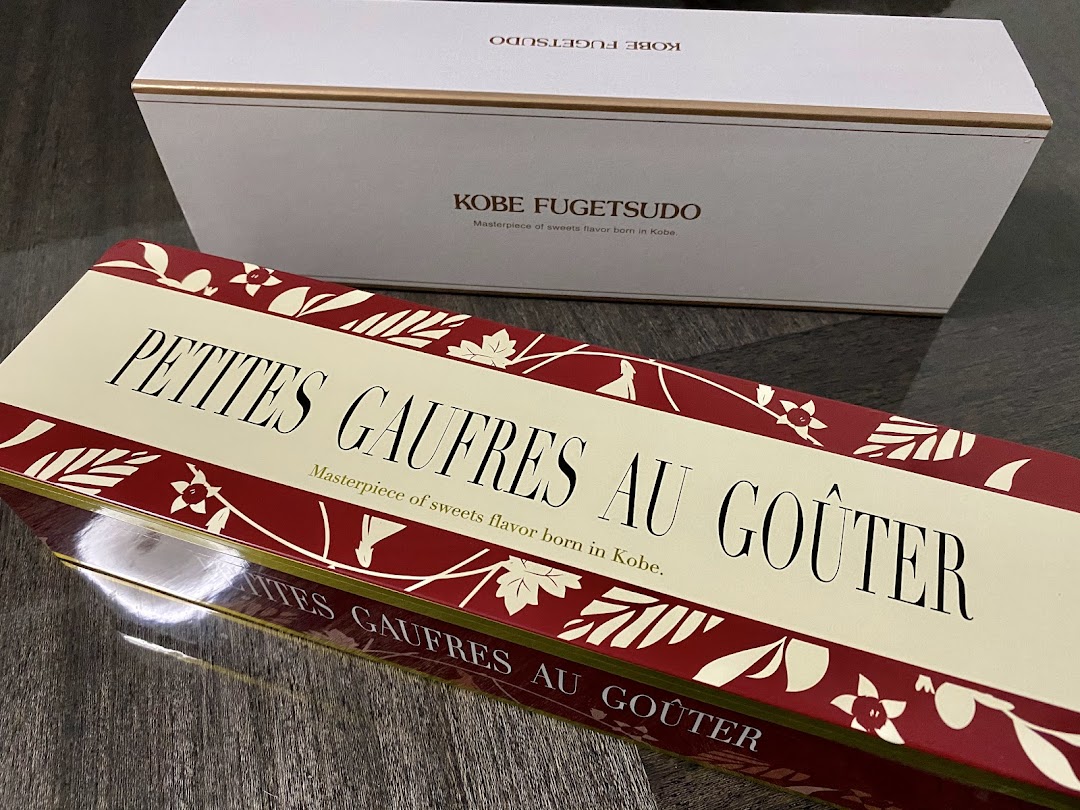 KOBE FUGETSUDO
KOBE FUGETSUDO
Masterpiece of sweets flavor born in Kobe.
PETITES GAUFRES AU GOÛTER
Masterpiece of sweets flavor born in Kobe.
PETITES GAUFRES AU GOÛTER